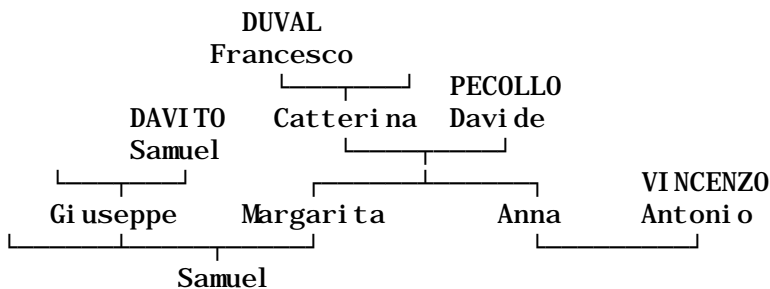 DUVAL
Francesco
PECOLLO
DAVITO Catterina Davide
Samuel
VINCENZO
Giuseppe Margarita Anna Antonio
Samuel